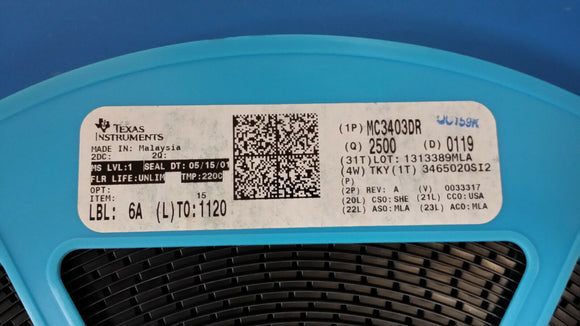 TEXAS
INSTRUMENTS
MADE IN: Malaysia
2DC: 2Q:
MS LVL:1 SEAL DT: 05/15/01
FLR LIFE:UNLIM TMP:220C
OPT:
ITEM: 15
LBL: 6A (L)TO:1120
(1P) MC3403DR
(Q) 2500 (D) 0119
(31T)LOT: 1313389MLA
(4W) TKY(1T) 3465020SI2
(P)
(2P) REV: A (V) 0033317
(20L) CSO:SHE (21L) CCO:USA
(22L) ASO:MLA (23L) ACO:MLA